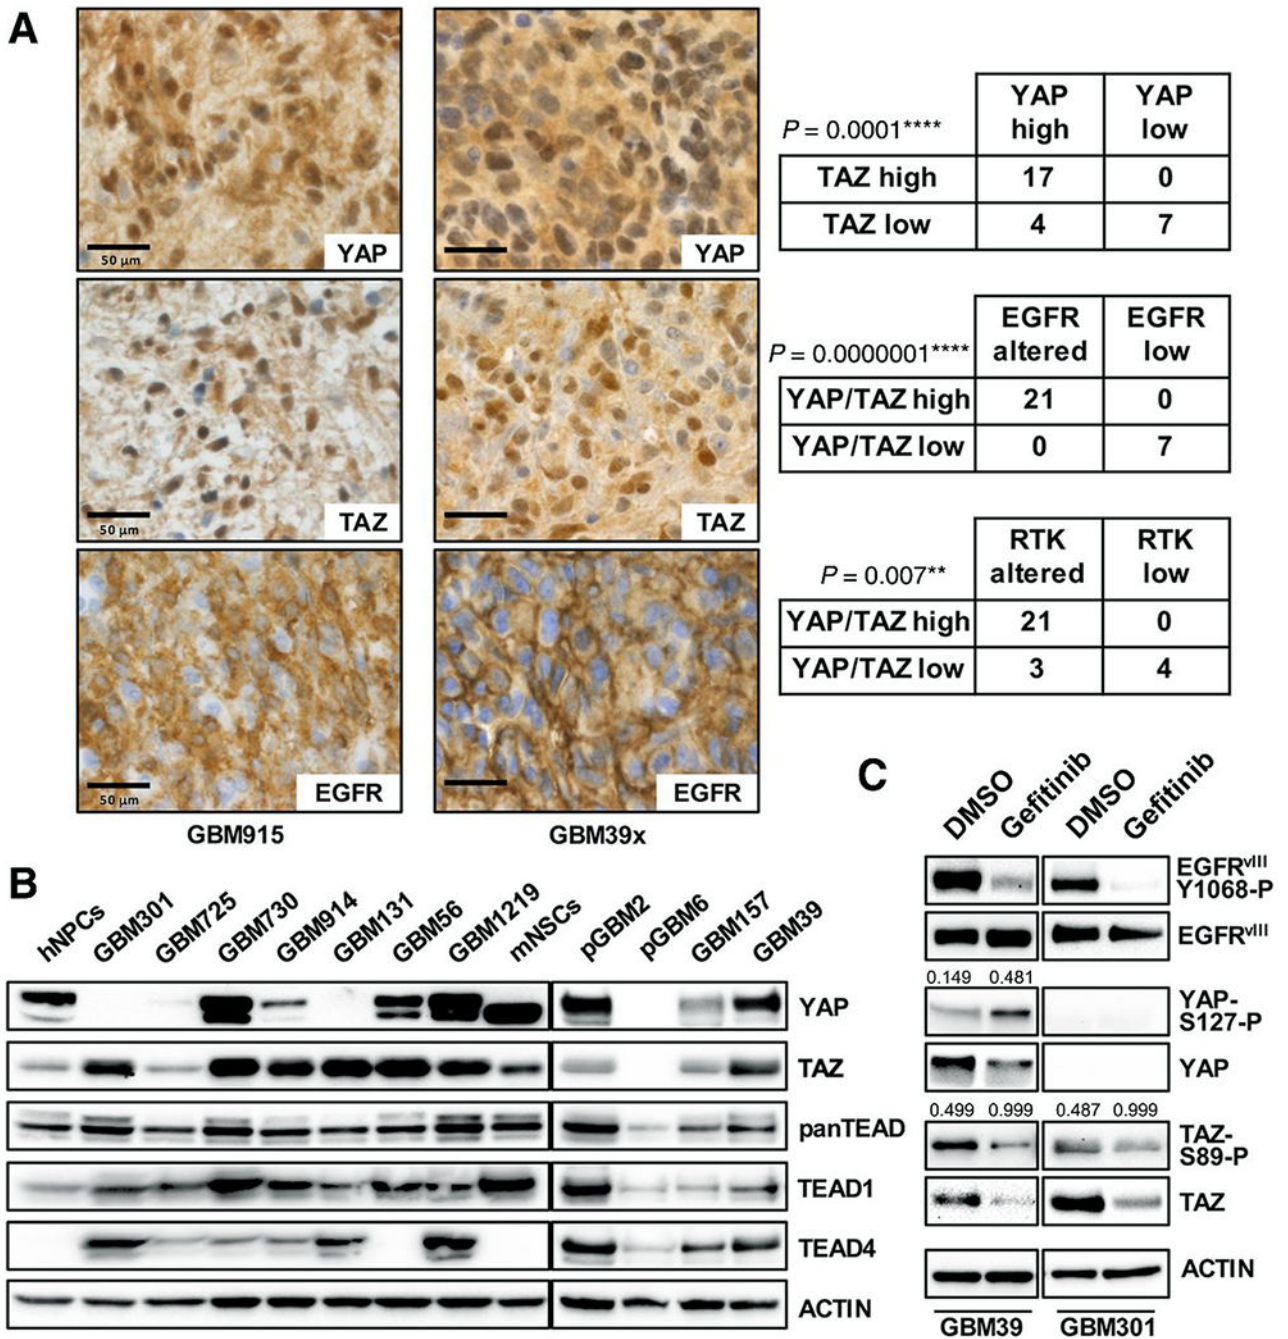 A
YAP
50 µm
YAP
TAZ
50 µm
TAZ
EGFR
50 µm
EGFR
GBM915
GBM39x
P = 0.0001****
YAP high
YAP low
TAZ high
17
0
TAZ low
4
7
P = 0.0000001****
EGFR altered
EGFR low
YAP/TAZ high
21
0
YAP/TAZ low
0
7
P = 0.007**
RTK altered
RTK low
YAP/TAZ high
21
0
YAP/TAZ low
3
4
B
hNPCs
GBM301
GBM725
GBM730
GBM914
GBM131
GBM56
GBM1219
mNSCs
pGBM2
pGBM6
GBM157
GBM39
YAP
TAZ
panTEAD
TEAD1
TEAD4
ACTIN
C
DMSO
Gefitinib
DMSO
Gefitinib
EGFRvIII
Y1068-P
EGFRvIII
0.149 0.481
YAP-
S127-P
YAP
0.499 0.999 0.487 0.999
TAZ-
S89-P
TAZ
ACTIN
GBM39
GBM301